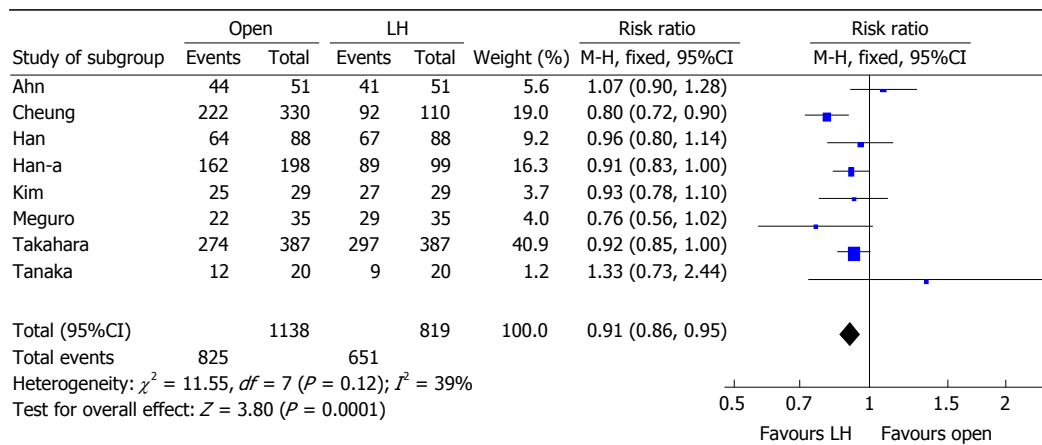 Open LH Risk ratio Risk ratio
Study of subgroup Events Total Events Total Weight (%) M-H, fixed, 95%CI M-H, fixed, 95%CI
Ahn 44 51 41 51 5.6 1.07 (0.90, 1.28)
Cheung 222 330 92 110 19.0 0.80 (0.72, 0.90)
Han 64 88 67 88 9.2 0.96 (0.80, 1.14)
Han-a 162 198 89 99 16.3 0.91 (0.83, 1.00)
Kim 25 29 27 29 3.7 0.93 (0.78, 1.10)
Meguro 22 35 29 35 4.0 0.76 (0.56, 1.02)
Takahara 274 387 297 387 40.9 0.92 (0.85, 1.00)
Tanaka 12 20 9 20 1.2 1.33 (0.73, 2.44)
Total (95%CI) 1138 819 100.0 0.91 (0.86, 0.95)
Total events 825 651
Heterogeneity: χ² = 11.55, df = 7 (P = 0.12); I² = 39%
Test for overall effect: Z = 3.80 (P = 0.0001)
0.5 0.7 1 1.5 2
Favours LH Favours open